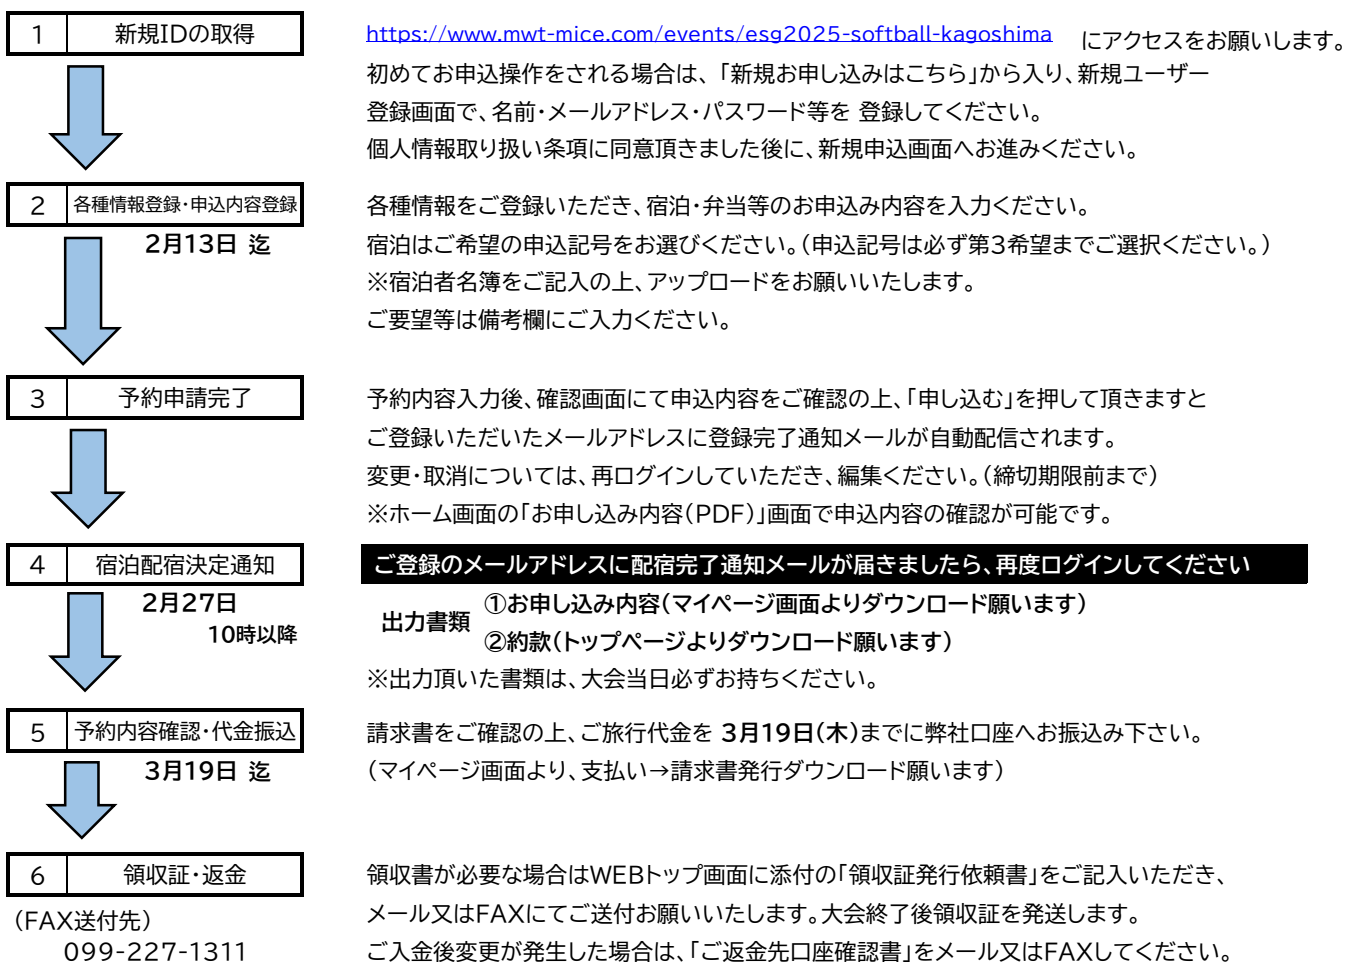 1 新規IDの取得
https://www.mwt-mice.com/events/esg2025-softball-kagoshima にアクセスをお願いします。
初めてお申込操作をされる場合は、「新規お申し込みはこちら」から入り、新規ユーザー
登録画面で、名前・メールアドレス・パスワード等を 登録してください。
個人情報取り扱い条項に同意頂きました後に、新規申込画面へお進みください。
2 各種情報登録・申込内容登録
2月13日 迄
各種情報をご登録いただき、宿泊・弁当等のお申込み内容を入力ください。
宿泊はご希望の申込記号をお選びください。（申込記号は必ず第3希望までご選択ください。）
※宿泊者名簿をご記入の上、アップロードをお願いいたします。
ご要望等は備考欄にご入力ください。
3 予約申請完了
予約内容入力後、確認画面にて申込内容をご確認の上、「申し込む」を押して頂きますと
ご登録いただいたメールアドレスに登録完了通知メールが自動配信されます。
変更・取消については、再ログインしていただき、編集ください。（締切期限前まで）
※ホーム画面の「お申し込み内容（PDF）」画面で申込内容の確認が可能です。
4 宿泊配宿決定通知
2月27日
10時以降
ご登録のメールアドレスに配宿完了通知メールが届きましたら、再度ログインしてください
出力書類
①お申し込み内容（マイページ画面よりダウンロード願います）
②約款（トップページよりダウンロード願います）
※出力頂いた書類は、大会当日必ずお持ちください。
5 予約内容確認・代金振込
3月19日 迄
請求書をご確認の上、ご旅行代金を 3月19日（木）までに弊社口座へお振込み下さい。
（マイページ画面より、支払い→請求書発行ダウンロード願います）
6 領収証・返金
（FAX送付先）
099-227-1311
領収書が必要な場合はWEBトップ画面に添付の「領収証発行依頼書」をご記入いただき、
メール又はFAXにてご送付お願いいたします。大会終了後領収証を発送します。
ご入金後変更が発生した場合は、「ご返金先口座確認書」をメール又はFAXしてください。